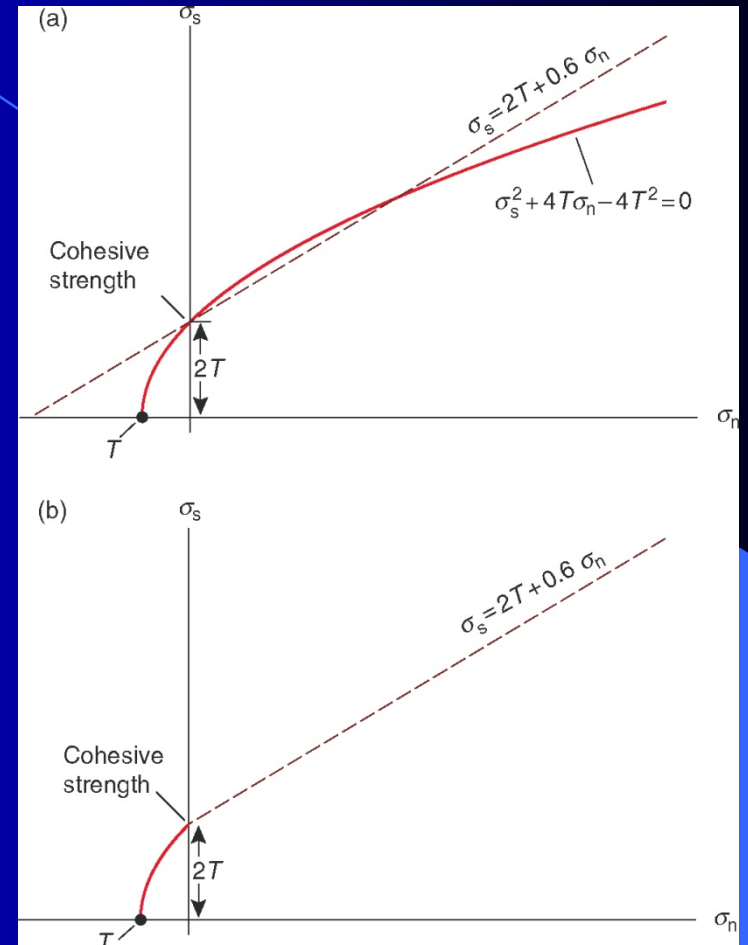 (a)
σs
σs=2T+0.6 σn
σs²+4Tσn−4T²=0
Cohesive
strength
2T
T
σn
(b)
σs
σs=2T+0.6 σn
Cohesive
strength
2T
T
σn